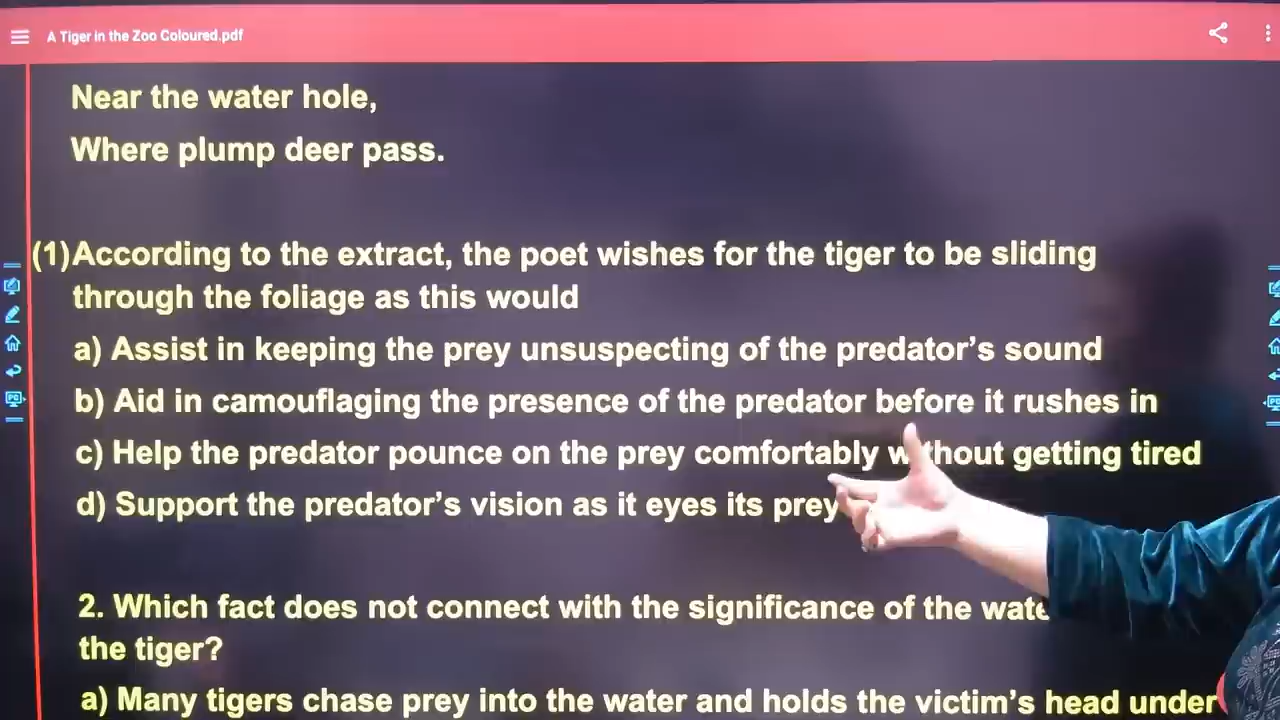 A Tiger in the Zoo Coloured.pdf
Near the water hole,
Where plump deer pass.
(1)According to the extract, the poet wishes for the tiger to be sliding
through the foliage as this would
a) Assist in keeping the prey unsuspecting of the predator's sound
b) Aid in camouflaging the presence of the predator before it rushes in
c) Help the predator pounce on the prey comfortably without getting tired
d) Support the predator's vision as it eyes its prey
2. Which fact does not connect with the significance of the
the tiger?
a) Many tigers chase prey into the water and holds the victim's head under